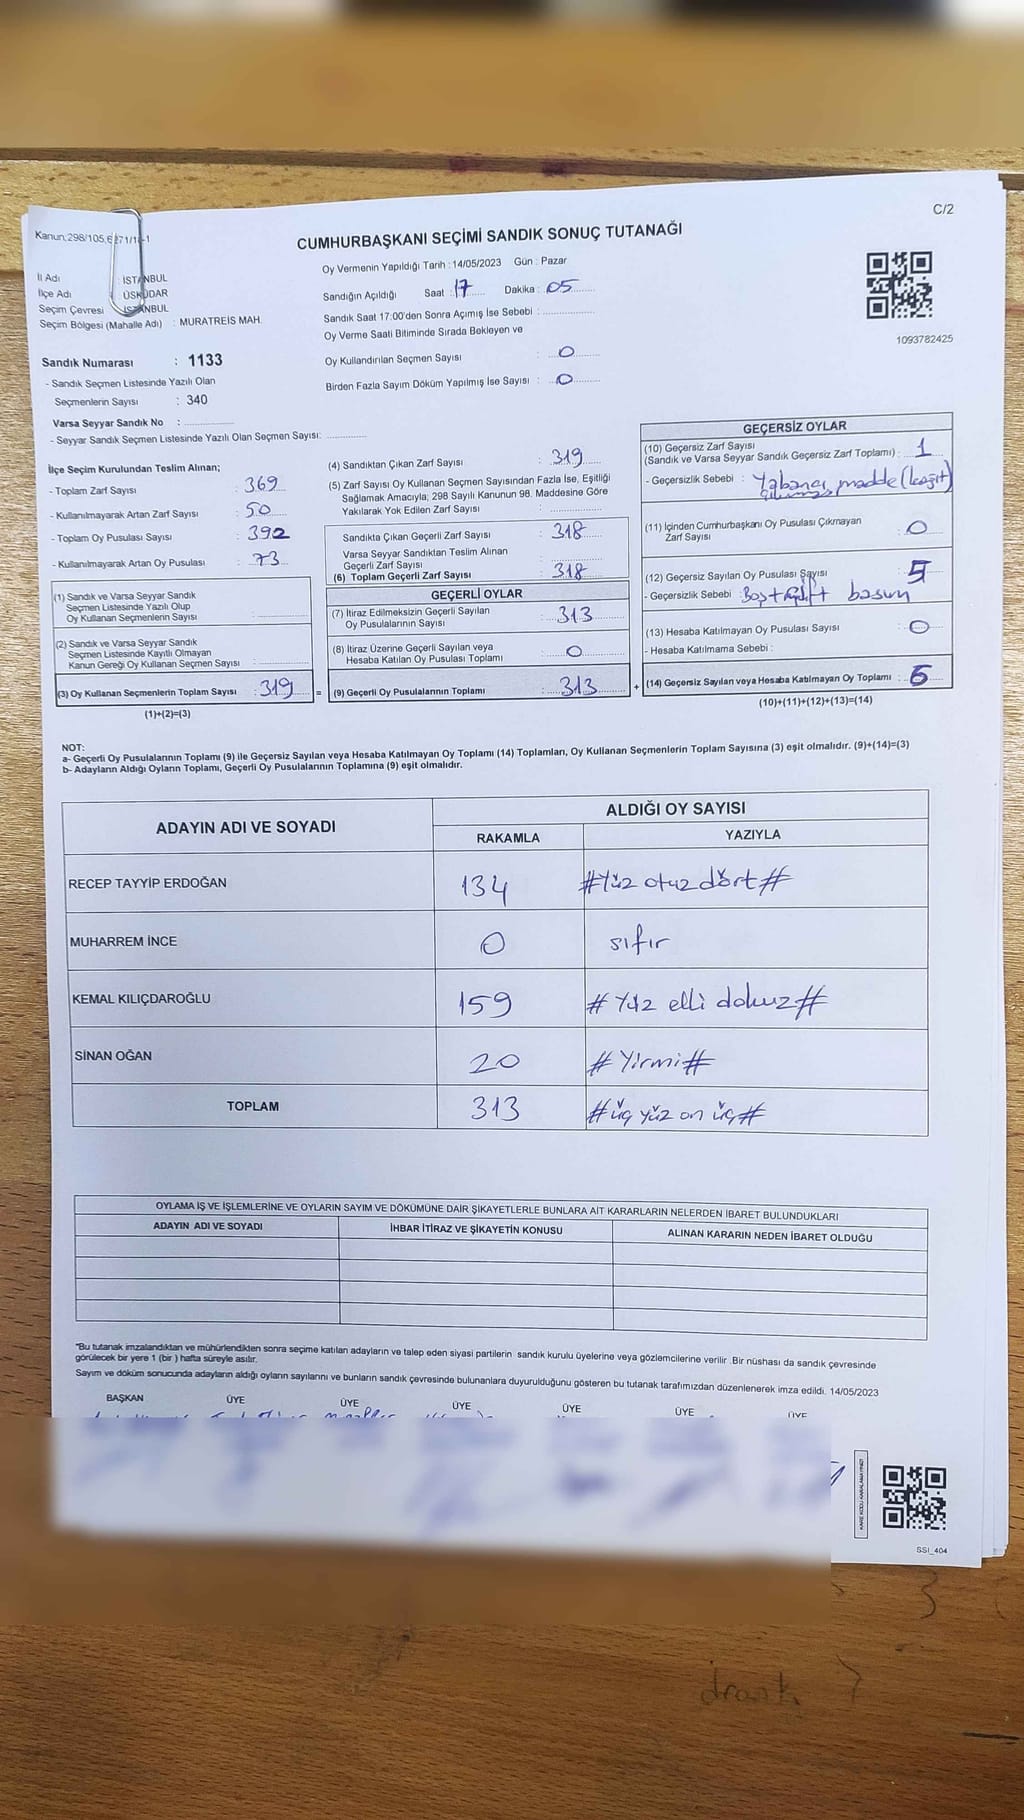 C/2
Kanun:298/105,6271/18-1
CUMHURBAŞKANI SEÇİMİ SANDIK SONUÇ TUTANAĞI
İl Adı : İSTANBUL
İlçe Adı : ÜSKÜDAR
Seçim Çevresi : İSTANBUL
Seçim Bölgesi (Mahalle Adı) : MURATREİS MAH.
Sandık Numarası : 1133
- Sandık Seçmen Listesinde Yazılı Olan
Seçmenlerin Sayısı : 340
Varsa Seyyar Sandık No :
- Seyyar Sandık Seçmen Listesinde Yazılı Olan Seçmen Sayısı:
Oy Vermenin Yapıldığı Tarih : 14/05/2023 Gün : Pazar
Sandığın Açıldığı Saat : 17 Dakika : 05
Sandık Saat 17:00'den Sonra Açımış İse Sebebi :
Oy Verme Saati Bitiminde Sırada Bekleyen ve
Oy Kullandırılan Seçmen Sayısı : 0
Birden Fazla Sayım Döküm Yapılmış İse Sayısı : 0
1093782425
İlçe Seçim Kurulundan Teslim Alınan;
- Toplam Zarf Sayısı : 369
- Kullanılmayarak Artan Zarf Sayısı : 50
- Toplam Oy Pusulası Sayısı : 392
- Kullanılmayarak Artan Oy Pusulası : 73
(1) Sandık ve Varsa Seyyar Sandık
Seçmen Listesinde Yazılı Olup
Oy Kullanan Seçmenlerin Sayısı :
(2) Sandık ve Varsa Seyyar Sandık
Seçmen Listesinde Kayıtlı Olmayan
Kanun Gereği Oy Kullanan Seçmen Sayısı :
(3) Oy Kullanan Seçmenlerin Toplam Sayısı : 319 =
(1)+(2)=(3)
(4) Sandıktan Çıkan Zarf Sayısı : 319
(5) Zarf Sayısı Oy Kullanan Seçmen Sayısından Fazla İse, Eşitliği
Sağlamak Amacıyla; 298 Sayılı Kanunun 98. Maddesine Göre
Yakılarak Yok Edilen Zarf Sayısı :
Sandıkta Çıkan Geçerli Zarf Sayısı : 318
Varsa Seyyar Sandıktan Teslim Alınan
Geçerli Zarf Sayısı :
(6) Toplam Geçerli Zarf Sayısı : 318
GEÇERLİ OYLAR
(7) İtiraz Edilmeksizin Geçerli Sayılan
Oy Pusulalarının Sayısı : 313
(8) İtiraz Üzerine Geçerli Sayılan veya
Hesaba Katılan Oy Pusulası Toplamı : 0
(9) Geçerli Oy Pusulalarının Toplamı : 313 +
GEÇERSİZ OYLAR
(10) Geçersiz Zarf Sayısı
(Sandık ve Varsa Seyyar Sandık Geçersiz Zarf Toplamı) : 1
- Geçersizlik Sebebi : Yabancı madde (kağıt)
(11) İçinden Cumhurbaşkanı Oy Pusulası Çıkmayan
Zarf Sayısı : 0
(12) Geçersiz Sayılan Oy Pusulası Sayısı : 5
- Geçersizlik Sebebi : Boş+ çift basım
(13) Hesaba Katılmayan Oy Pusulası Sayısı : 0
- Hesaba Katılmama Sebebi :
(14) Geçersiz Sayılan veya Hesaba Katılmayan Oy Toplamı : 6
(10)+(11)+(12)+(13)=(14)
NOT:
a- Geçerli Oy Pusulalarının Toplamı (9) ile Geçersiz Sayılan veya Hesaba Katılmayan Oy Toplamı (14) Toplamları, Oy Kullanan Seçmenlerin Toplam Sayısına (3) eşit olmalıdır. (9)+(14)=(3)
b- Adayların Aldığı Oyların Toplamı, Geçerli Oy Pusulalarının Toplamına (9) eşit olmalıdır.
ADAYIN ADI VE SOYADI ALDIĞI OY SAYISI
RAKAMLA YAZIYLA
RECEP TAYYİP ERDOĞAN 134 #Yüz otuz dört#
MUHARREM İNCE 0 sıfır
KEMAL KILIÇDAROĞLU 159 # Yüz elli dokuz#
SİNAN OĞAN 20 # Yirmi#
TOPLAM 313 #üç yüz on üç#
OYLAMA İŞ VE İŞLEMLERİNE VE OYLARIN SAYIM VE DÖKÜMÜNE DAİR ŞİKAYETLERLE BUNLARA AİT KARARLARIN NELERDEN İBARET BULUNDUKLARI
ADAYIN ADI VE SOYADI İHBAR İTİRAZ VE ŞİKAYETİN KONUSU ALINAN KARARIN NEDEN İBARET OLDUĞU
*Bu tutanak imzalandıktan ve mühürlendikten sonra seçime katılan adayların ve talep eden siyasi partilerin sandık kurulu üyelerine veya gözlemcilerine verilir .Bir nüshası da sandık çevresinde
görülecek bir yere 1 (bir ) hafta süreyle asılır.
Sayım ve döküm sonucunda adayların aldığı oyların sayılarını ve bunların sandık çevresinde bulunanlara duyurulduğunu gösteren bu tutanak tarafımızdan düzenlenerek imza edildi. 14/05/2023
BAŞKAN ÜYE ÜYE ÜYE ÜYE ÜYE ÜYE
KARE KODU KARALAMAYINIZ!
SSI_404